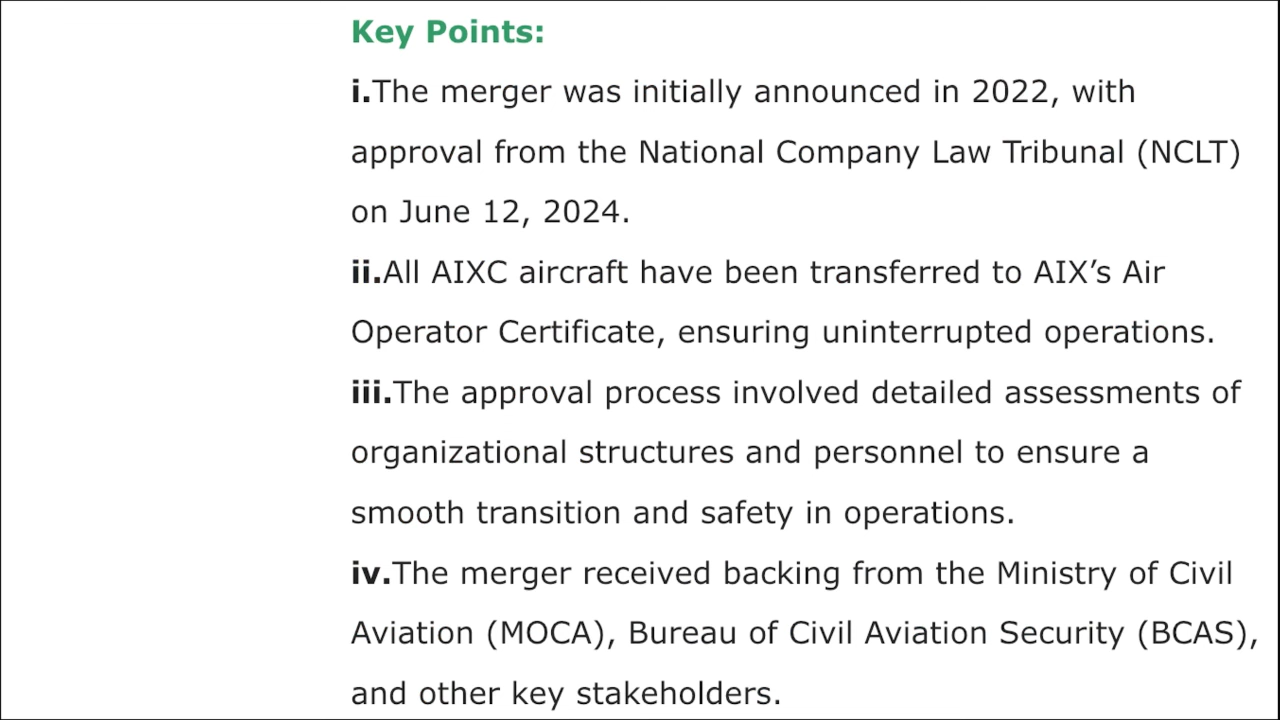 Key Points:
i.The merger was initially announced in 2022, with
approval from the National Company Law Tribunal (NCLT)
on June 12, 2024.
ii.All AIXC aircraft have been transferred to AIX’s Air
Operator Certificate, ensuring uninterrupted operations.
iii.The approval process involved detailed assessments of
organizational structures and personnel to ensure a
smooth transition and safety in operations.
iv.The merger received backing from the Ministry of Civil
Aviation (MOCA), Bureau of Civil Aviation Security (BCAS),
and other key stakeholders.